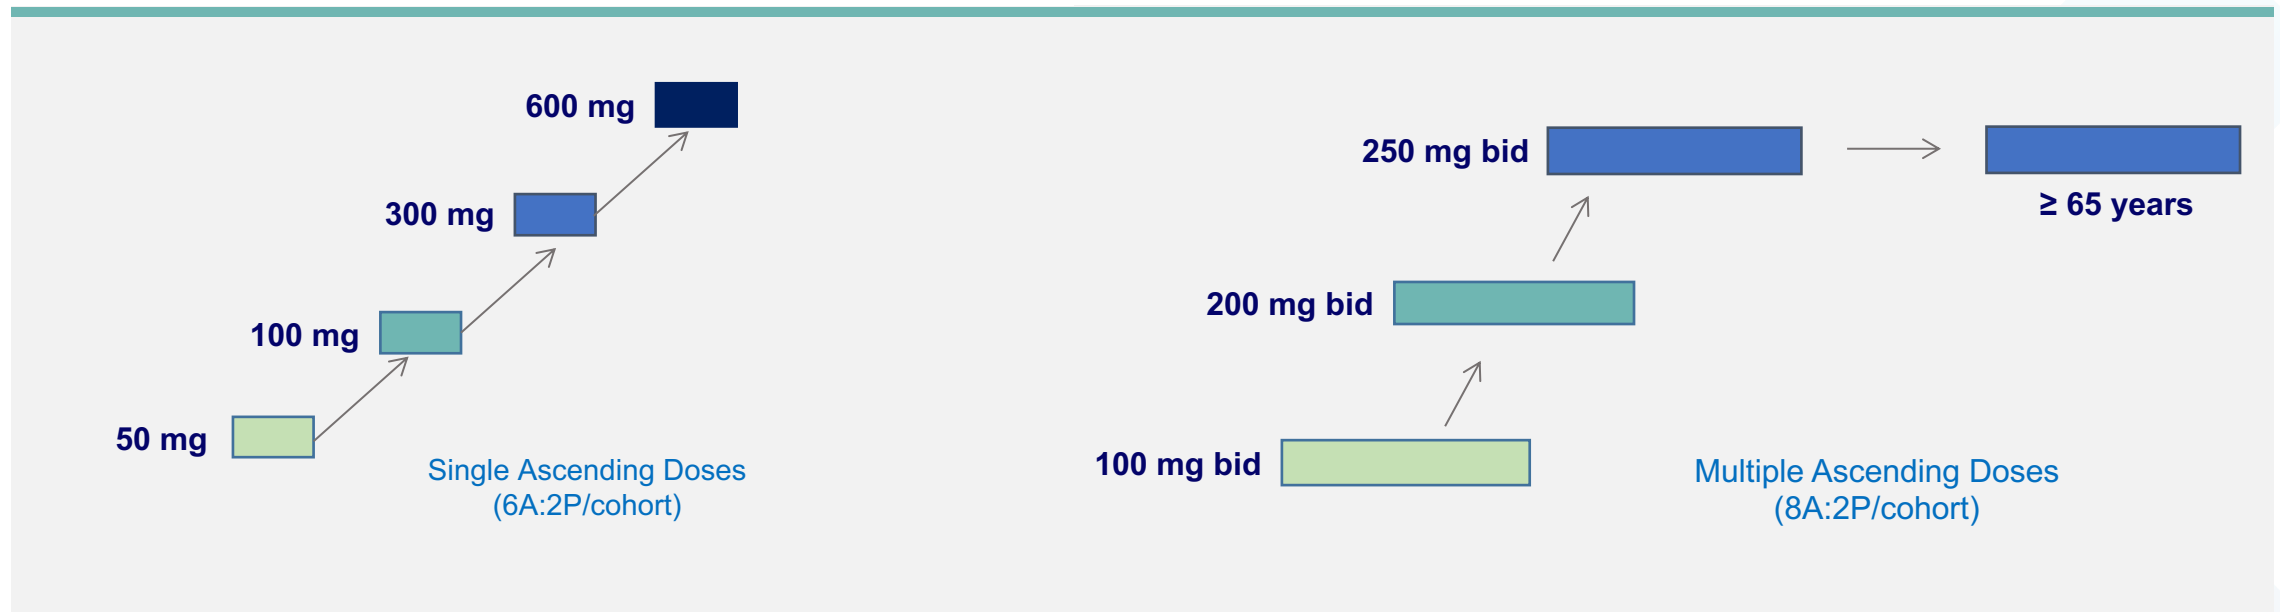 600 mg
300 mg
100 mg
50 mg
Single Ascending Doses
(6A:2P/cohort)
250 mg bid
≥ 65 years
200 mg bid
100 mg bid
Multiple Ascending Doses
(8A:2P/cohort)